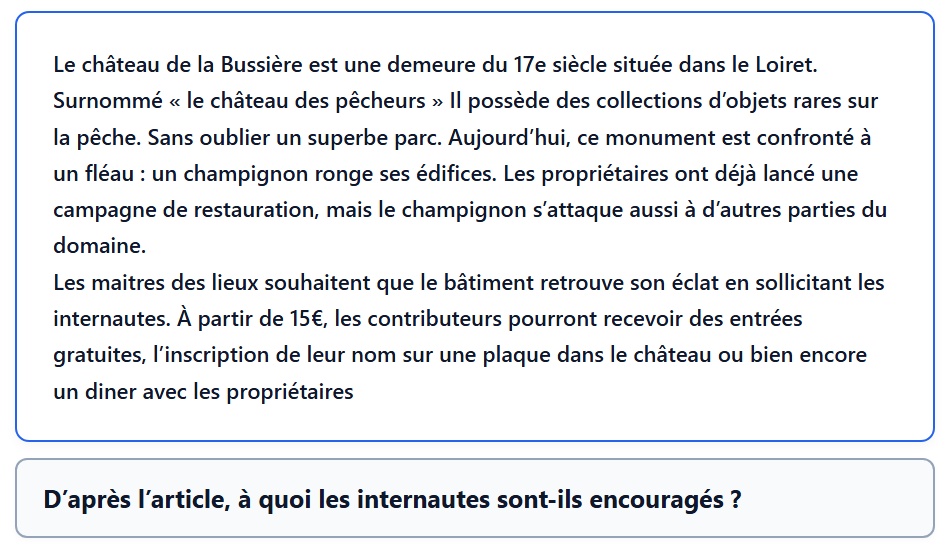 Le château de la Bussière est une demeure du 17e siècle située dans le Loiret.
Surnommé « le château des pêcheurs » Il possède des collections d’objets rares sur
la pêche. Sans oublier un superbe parc. Aujourd’hui, ce monument est confronté à
un fléau : un champignon ronge ses édifices. Les propriétaires ont déjà lancé une
campagne de restauration, mais le champignon s’attaque aussi à d’autres parties du
domaine.
Les maitres des lieux souhaitent que le bâtiment retrouve son éclat en sollicitant les
internautes. À partir de 15€, les contributeurs pourront recevoir des entrées
gratuites, l’inscription de leur nom sur une plaque dans le château ou bien encore
un diner avec les propriétaires
D’après l’article, à quoi les internautes sont-ils encouragés ?